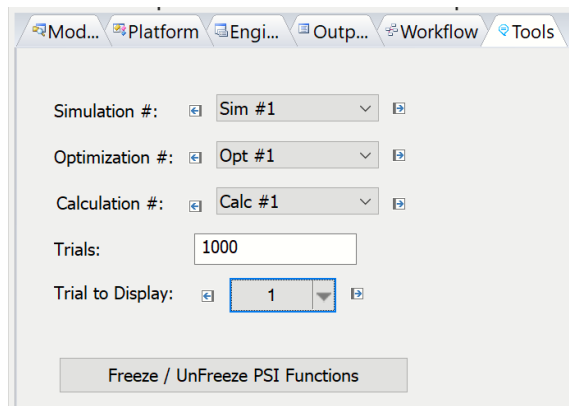 Mod... Platform Engi... Outp... Workflow Tools
Simulation #: Sim #1
Optimization #: Opt #1
Calculation #: Calc #1
Trials: 1000
Trial to Display: 1
Freeze / UnFreeze PSI Functions